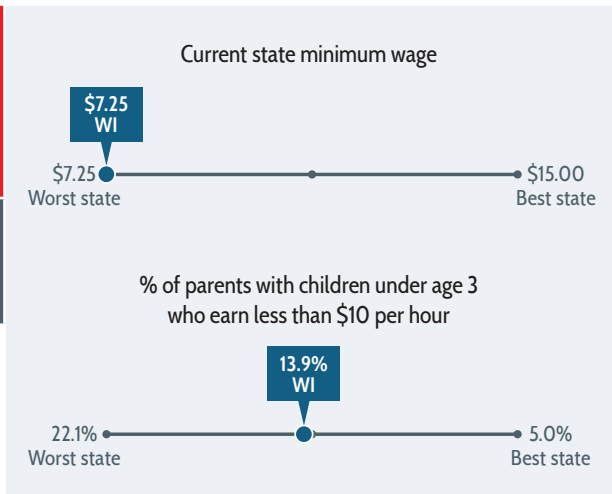 Current state minimum wage
$7.25
WI
$7.25
$15.00
Worst state
Best state
% of parents with children under age 3
who earn less than $10 per hour
13.9%
WI
22.1%
5.0%
Worst state
Best state